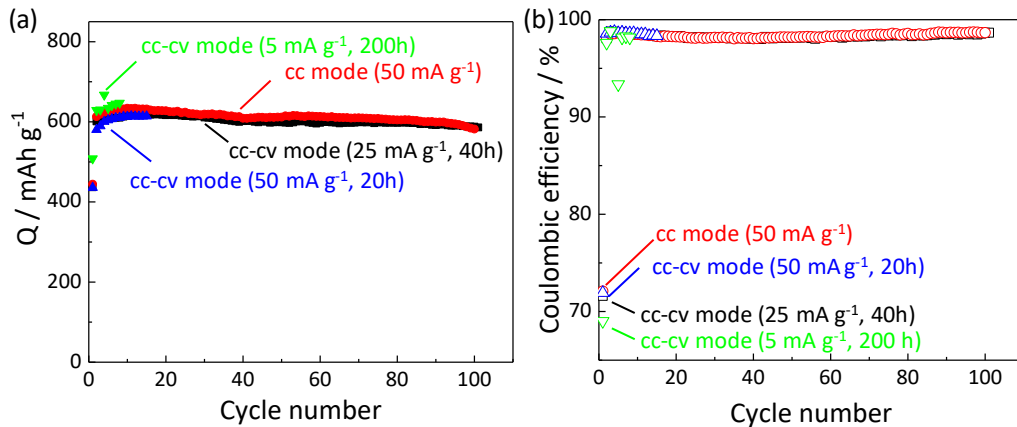 (a)
Q / mAh g⁻¹
800
600
400
200
0
cc-cv mode (5 mA g⁻¹, 200h)
cc mode (50 mA g⁻¹)
cc-cv mode (25 mA g⁻¹, 40h)
cc-cv mode (50 mA g⁻¹, 20h)
0 20 40 60 80 100
Cycle number
(b)
Coulombic efficiency / %
100
90
80
70
cc mode (50 mA g⁻¹)
cc-cv mode (50 mA g⁻¹, 20h)
cc-cv mode (25 mA g⁻¹, 40h)
cc-cv mode (5 mA g⁻¹, 200 h)
0 20 40 60 80 100
Cycle number